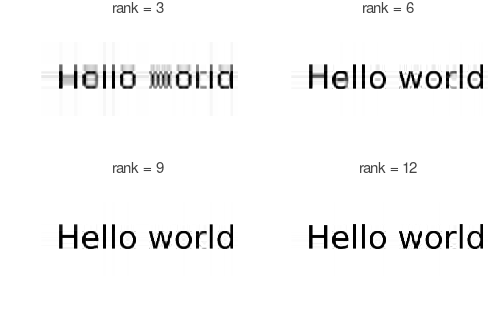 rank = 3
rank = 6
Hello world
Hello world
rank = 9
rank = 12
Hello world
Hello world